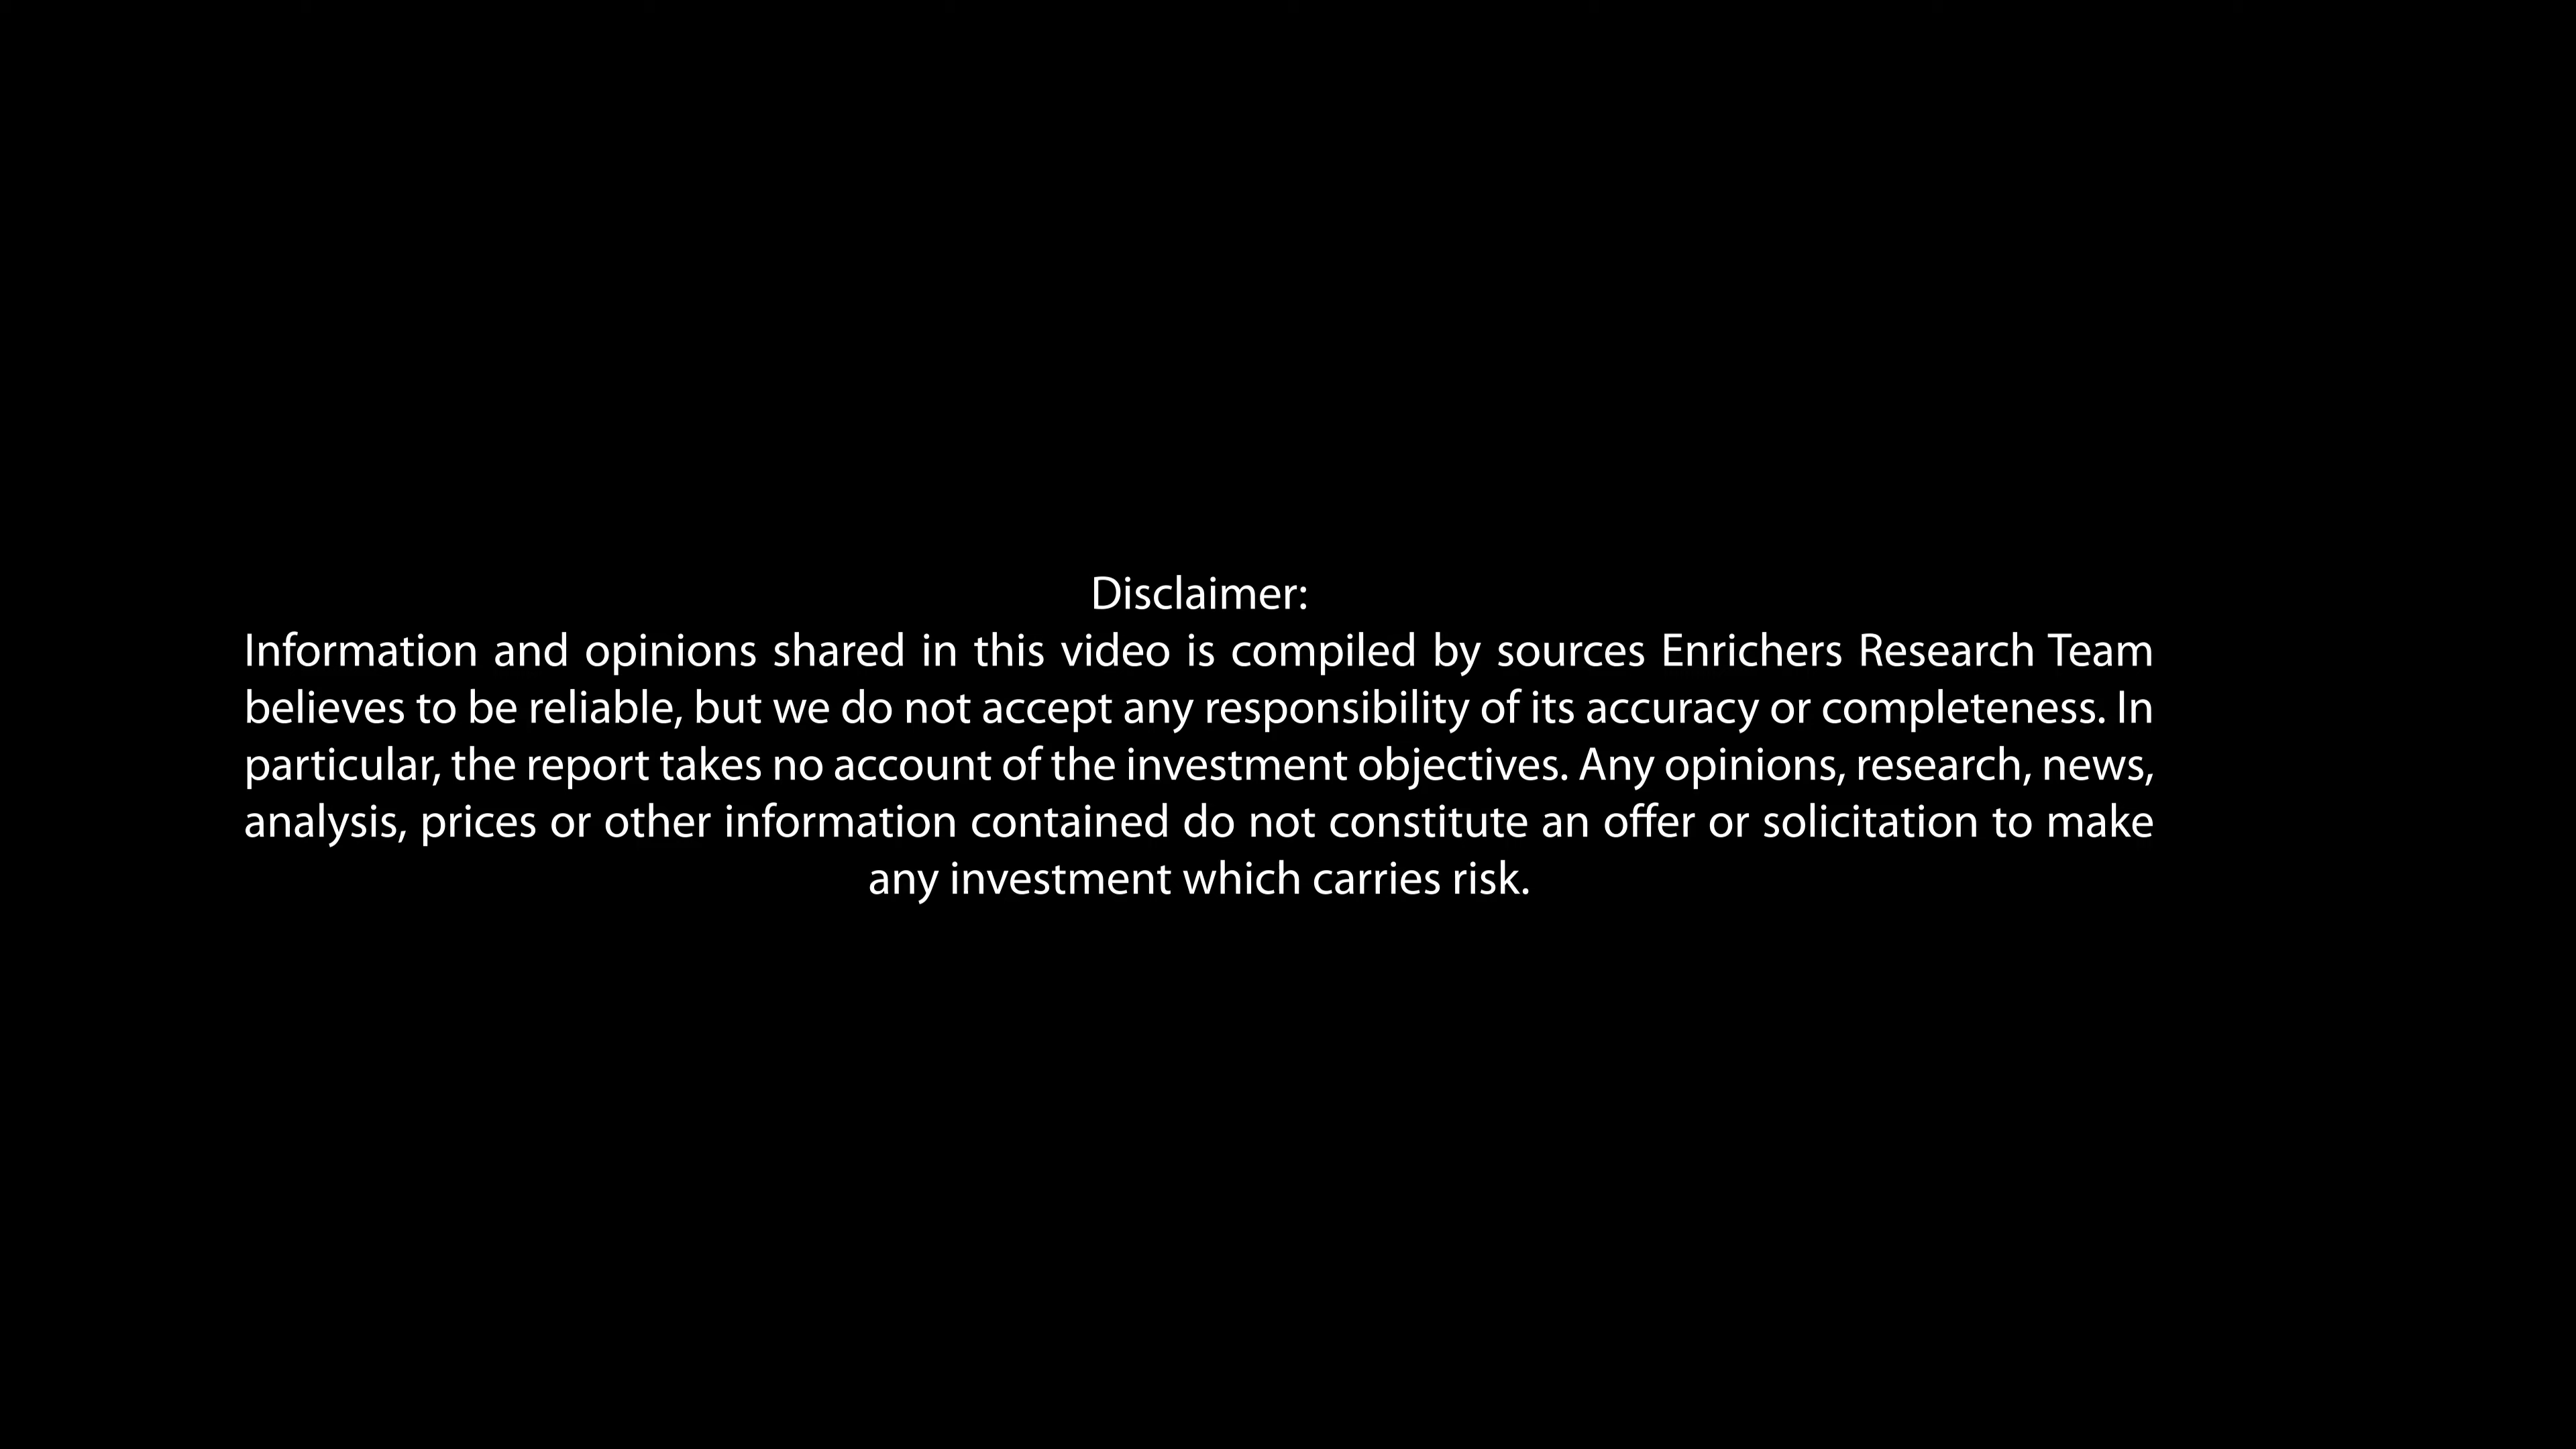 Disclaimer:
Information and opinions shared in this video is compiled by sources Enrichers Research Team
believes to be reliable, but we do not accept any responsibility of its accuracy or completeness. In
particular, the report takes no account of the investment objectives. Any opinions, research, news,
analysis, prices or other information contained do not constitute an offer or solicitation to make
any investment which carries risk.